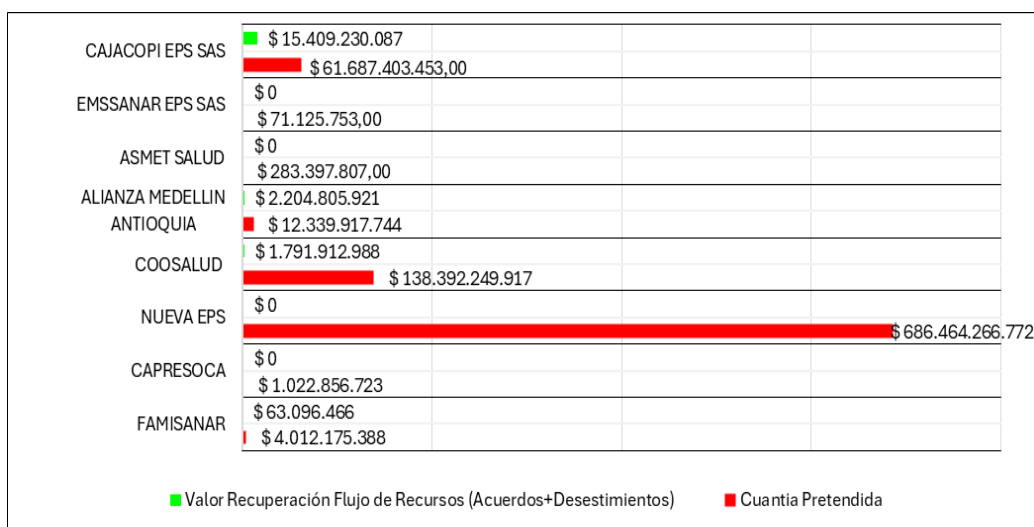 $ 15.409.230.087
CAJACOPI EPS SAS
$ 61.687.403.453,00
$ 0
EMSSANAR EPS SAS
$ 71.125.753,00
$ 0
ASMET SALUD
$ 283.397.807,00
ALIANZA MEDELLIN
ANTIOQUIA
$ 2.204.805.921
$ 12.339.917.744
$ 1.791.912.988
COOSALUD
$ 138.392.249.917
$ 0
NUEVA EPS
$ 686.464.266.772
$ 0
CAPRESOCA
$ 1.022.856.723
$ 63.096.466
FAMISANAR
$ 4.012.175.388
Valor Recuperación Flujo de Recursos (Acuerdos+Desestimientos)
Cuantia Pretendida